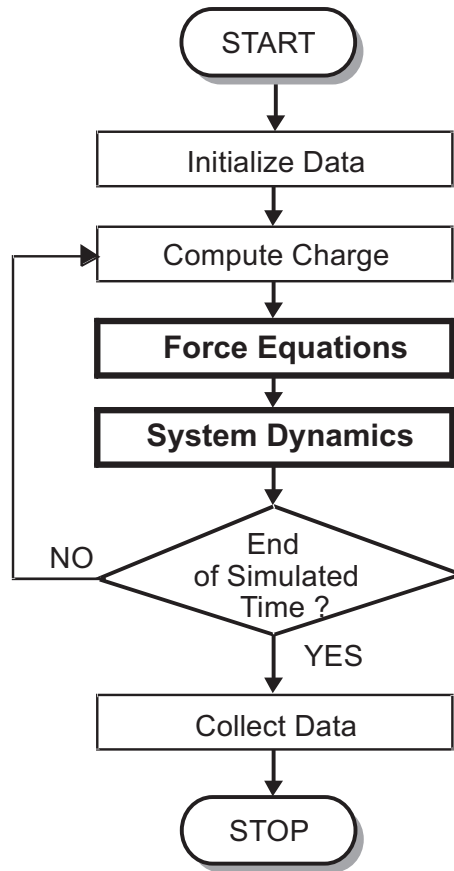 START
Initialize Data
Compute Charge
Force Equations
System Dynamics
End
of Simulated
Time ?
NO
YES
Collect Data
STOP